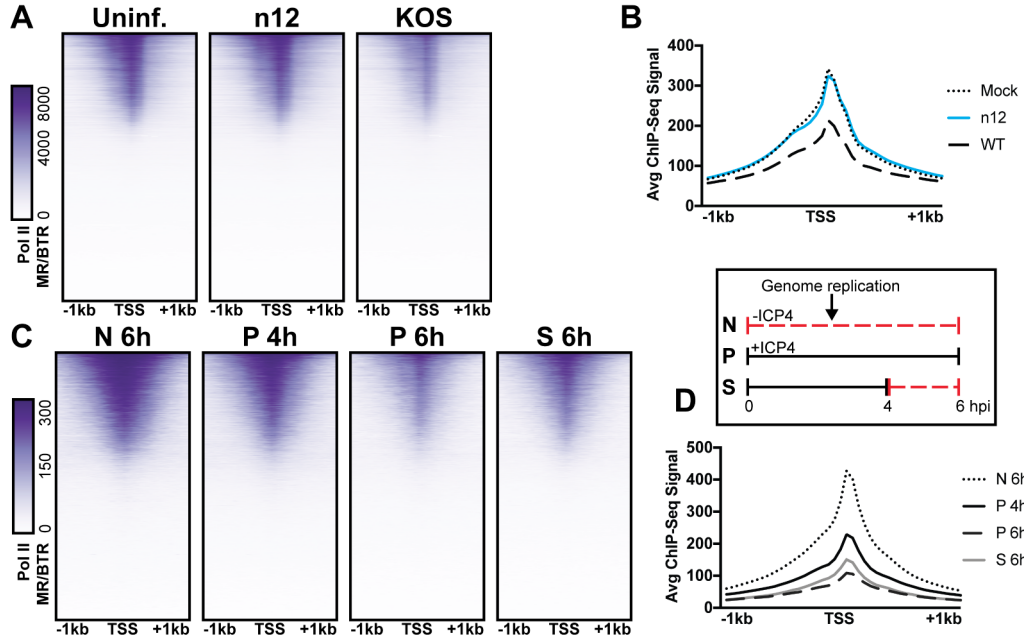 A
Uninf.
n12
KOS
8000
4000
0
Pol II
MR/BTR
-1kb TSS +1kb
-1kb TSS +1kb
-1kb TSS +1kb
B
400
300
200
100
0
Avg ChIP-Seq Signal
-1kb TSS +1kb
Mock
n12
WT
C
N 6h
P 4h
P 6h
S 6h
300
150
0
Pol II
MR/BTR
-1kb TSS +1kb
-1kb TSS +1kb
-1kb TSS +1kb
-1kb TSS +1kb
Genome replication
N -ICP4
P +ICP4
S
0 4 6 hpi
D
500
400
300
200
100
0
Avg ChIP-Seq Signal
-1kb TSS +1kb
N 6h
P 4h
P 6h
S 6h